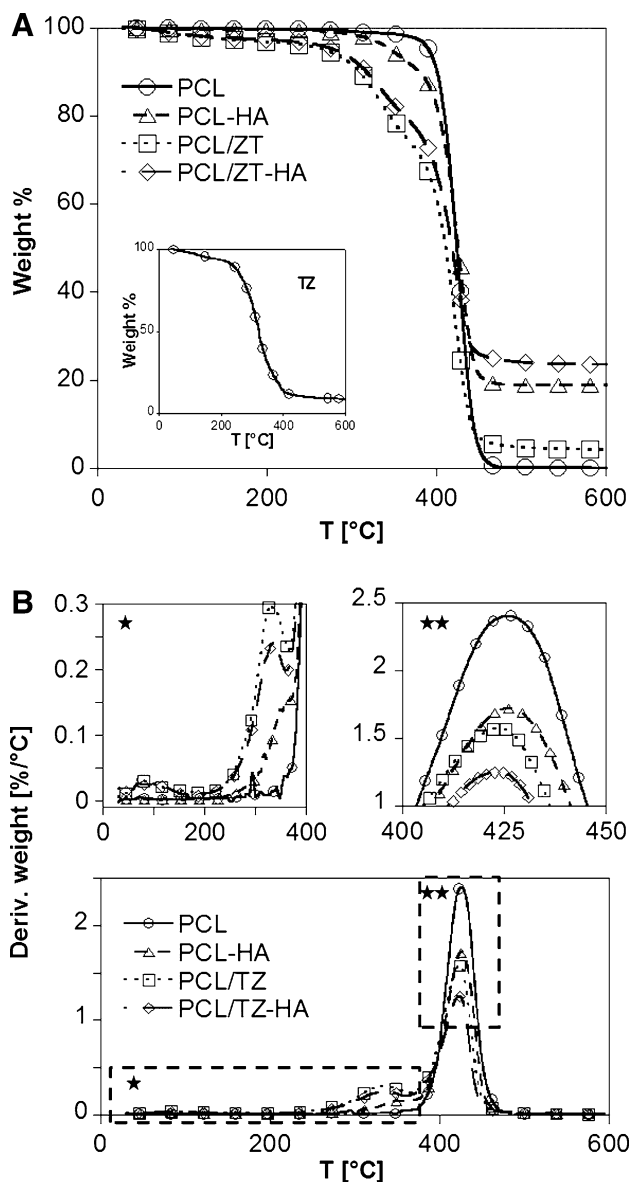 A
100
80
60
40
20
0
Weight %
PCL
PCL-HA
PCL/ZT
PCL/ZT-HA
100
50
0
Weight %
TZ
0 200 400 600
T [°C]
0 200 400 600
T [°C]
B
Deriv. weight [%/°C]
0.3
0.2
0.1
0
★
0 200 400
2.5
2
1.5
1
★★
400 425 450
2
1
0
PCL
PCL-HA
PCL/TZ
PCL/TZ-HA
★★
★
0 200 400 600
T [°C]